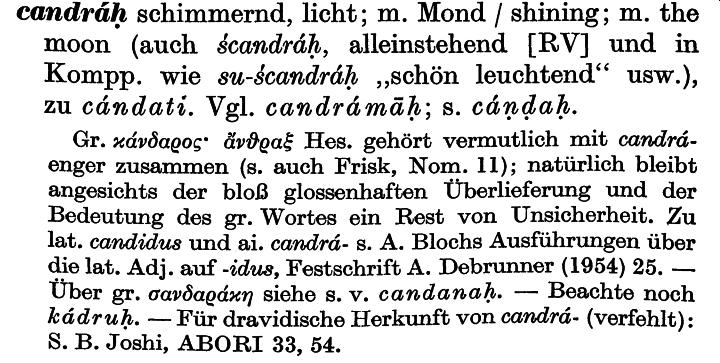 candráḥ schimmernd, licht; m. Mond / shining; m. the
moon (auch ścandráḥ, alleinstehend [RV] und in
Kompp. wie su-ścandráḥ „schön leuchtend“ usw.),
zu cándati. Vgl. candrámāḥ; s. cáṇḍaḥ.
Gr. κάνδαρος· ἄνθραξ Hes. gehört vermutlich mit candrá-
enger zusammen (s. auch Frisk, Nom. 11); natürlich bleibt
angesichts der bloß glossenhaften Überlieferung und der
Bedeutung des gr. Wortes ein Rest von Unsicherheit. Zu
lat. candidus und ai. candrá- s. A. Blochs Ausführungen über
die lat. Adj. auf -idus, Festschrift A. Debrunner (1954) 25. —
Über gr. σανδαράκη siehe s. v. candanaḥ. — Beachte noch
kádruḥ. — Für dravidische Herkunft von candrá- (verfehlt):
S. B. Joshi, ABORI 33, 54.